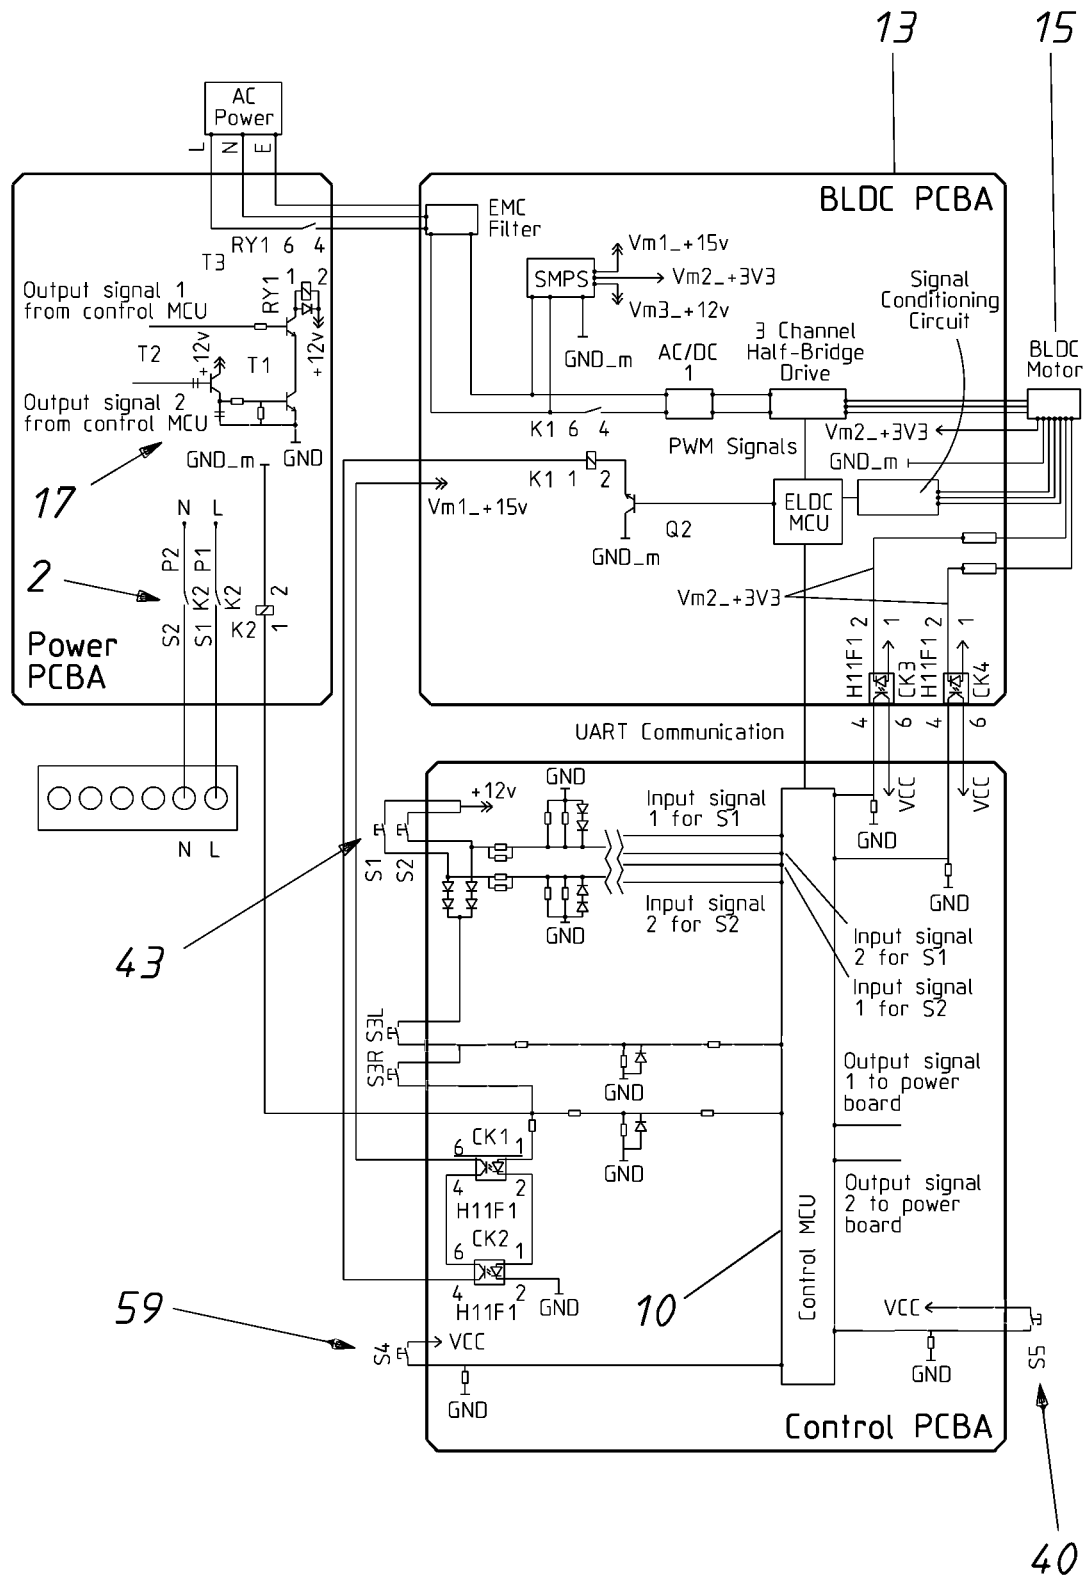 13
15
AC
Power
L
N
E
BLDC PCBA
EMC
Filter
RY1 6 4
T3
Vm1_+15v
SMPS
Vm2_+3V3
Vm3_+12v
GND_m
Signal
Conditioning
Circuit
Output signal 1
from control MCU
RY1
1 2
+12v
+12v
T2
T1
Output signal 2
from control MCU
GND_m
GND
17
AC/DC
1
3 Channel
Half-Bridge
Drive
BLDC
Motor
K1 6 4
PWM Signals
Vm2_+3V3
GND_m
K1 1 2
Vm1_+15v
ELDC
MCU
Q2
GND_m
N L
P2
P1
2
K2
K2
S2
S1
K2
2
1
Power
PCBA
Vm2_+3V3
H11F1 2
1
H11F1 2
1
CK3
CK4
4 6 4 6
UART Communication
VCC
VCC
N L
+12v
GND
Input signal
1 for S1
GND
S1
S2
43
GND
Input signal
2 for S2
GND
Input signal
2 for S1
Input signal
1 for S2
S3L
S3R
GND
Output signal
1 to power
board
GND
6 CK1 1
4 2
H11F1
Output signal
2 to power
board
6 CK2 1
4 2
H11F1
GND
Control MCU
10
59
S4
VCC
GND
VCC
GND
S5
Control PCBA
40